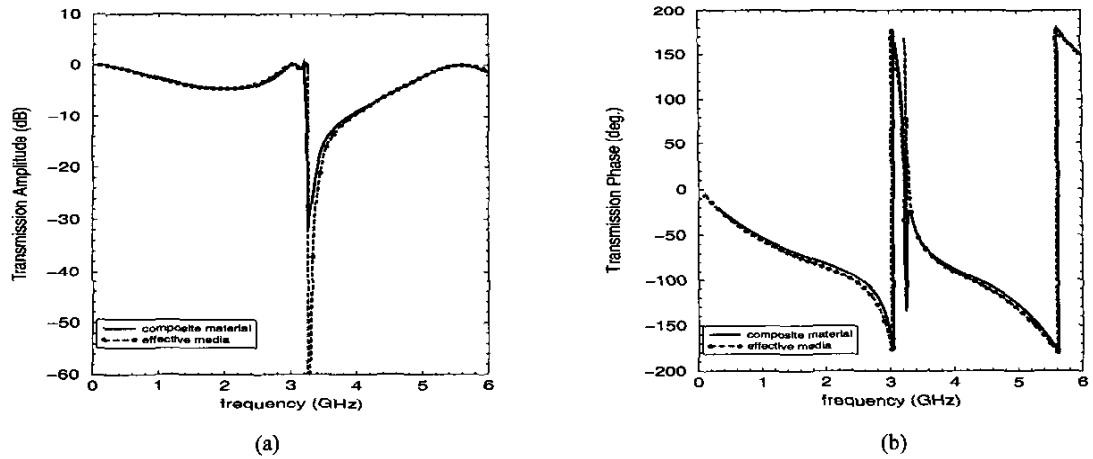 10
0
−10
−20
−30
−40
−50
−60
Transmission Amplitude (dB)
composite material
effective media
0 1 2 3 4 5 6
frequency (GHz)
(a)
200
150
100
50
0
−50
−100
−150
−200
Transmission Phase (deg.)
composite material
effective media
0 1 2 3 4 5 6
frequency (GHz)
(b)